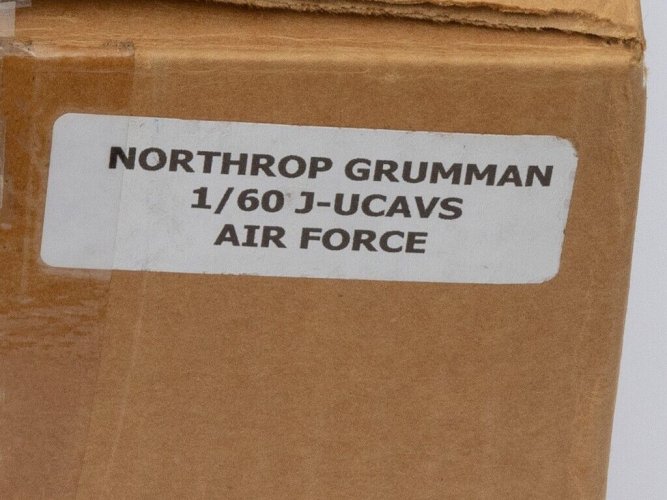 NORTHROP GRUMMAN
1/60 J-UCAVS
AIR FORCE